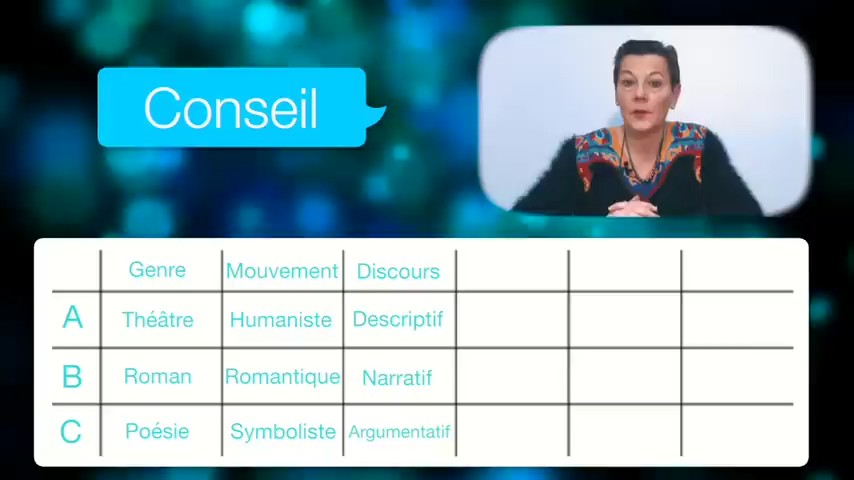 Conseil
Genre Mouvement Discours
A Théâtre Humaniste Descriptif
B Roman Romantique Narratif
C Poésie Symboliste Argumentatif